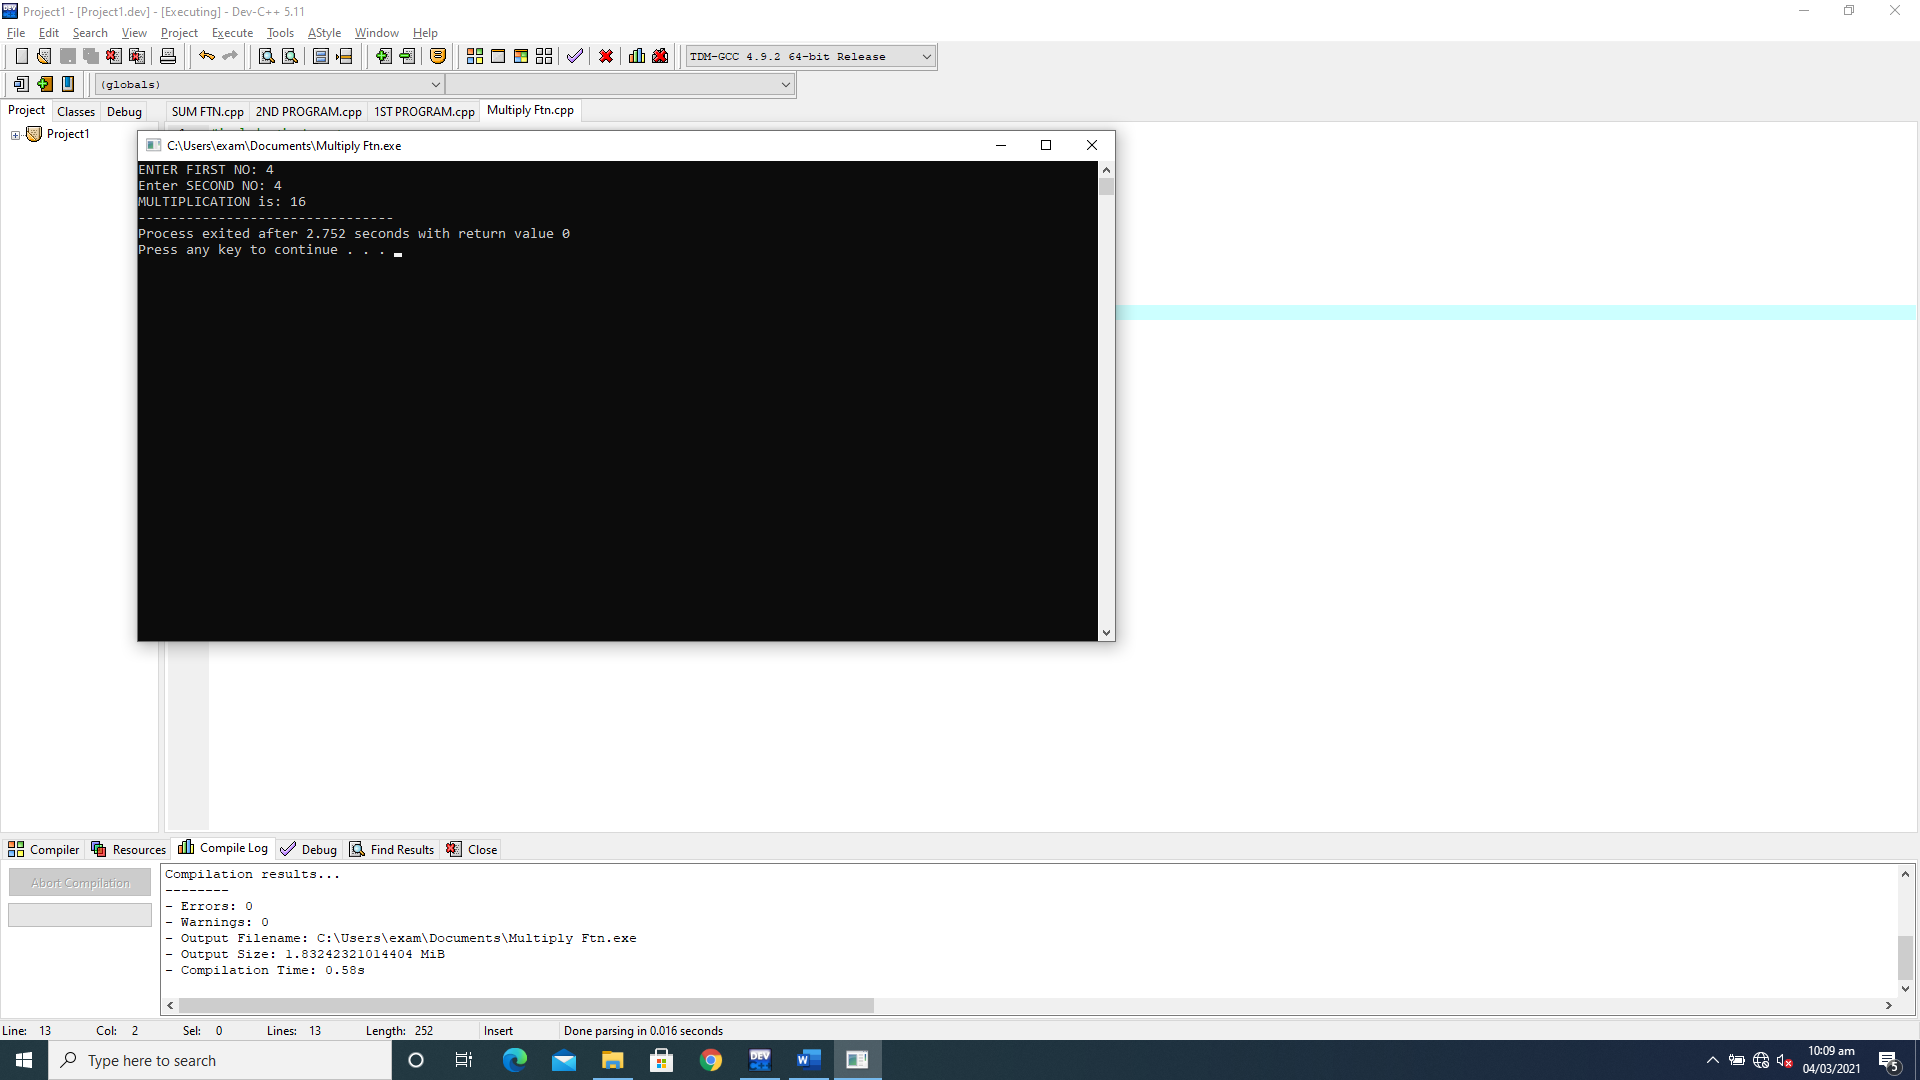 Project1 - [Project1.dev] - [Executing] - Dev-C++ 5.11
File Edit Search View Project Execute Tools AStyle Window Help
TDM-GCC 4.9.2 64-bit Release
(globals)
Project Classes Debug SUM FTN.cpp 2ND PROGRAM.cpp 1ST PROGRAM.cpp Multiply Ftn.cpp
Project1
C:\Users\exam\Documents\Multiply Ftn.exe
ENTER FIRST NO: 4
Enter SECOND NO: 4
MULTIPLICATION is: 16
--------------------------------
Process exited after 2.752 seconds with return value 0
Press any key to continue . . .
Compiler Resources Compile Log Debug Find Results Close
Abort Compilation
Compilation results...
--------
- Errors: 0
- Warnings: 0
- Output Filename: C:\Users\exam\Documents\Multiply Ftn.exe
- Output Size: 1.83242321014404 MiB
- Compilation Time: 0.58s
Line: 13 Col: 2 Sel: 0 Lines: 13 Length: 252 Insert Done parsing in 0.016 seconds
Type here to search
DEV
W
10:09 am
04/03/2021
5